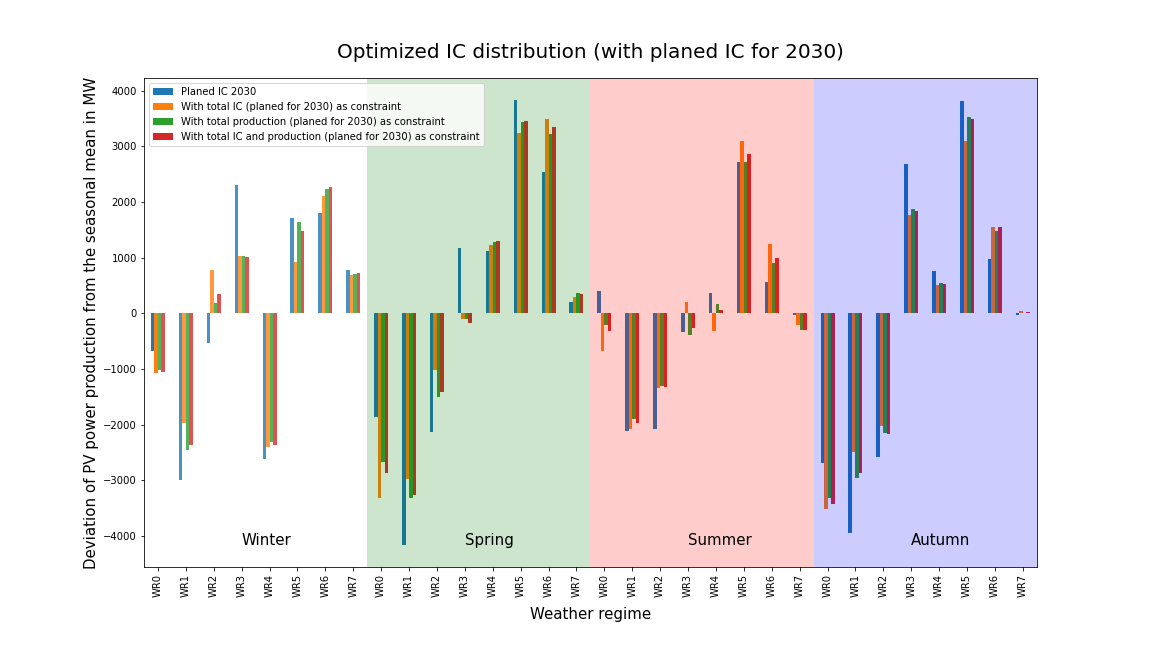 Optimized IC distribution (with planed IC for 2030)
Deviation of PV power production from the seasonal mean in MW
4000
3000
2000
1000
0
−1000
−2000
−3000
−4000
Planed IC 2030
With total IC (planed for 2030) as constraint
With total production (planed for 2030) as constraint
With total IC and production (planed for 2030) as constraint
Winter
Spring
Summer
Autumn
WR0
WR1
WR2
WR3
WR4
WR5
WR6
WR7
WR0
WR1
WR2
WR3
WR4
WR5
WR6
WR7
WR0
WR1
WR2
WR3
WR4
WR5
WR6
WR7
WR0
WR1
WR2
WR3
WR4
WR5
WR6
WR7
Weather regime